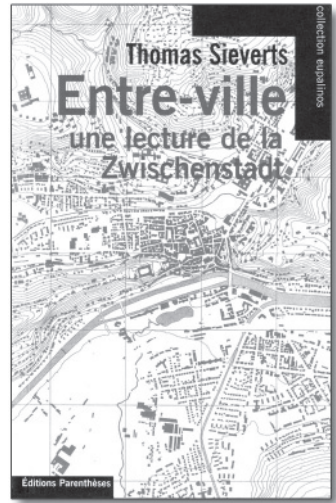 collection eupalinos
Thomas Sieverts
Entre-ville
une lecture de la
Zwischenstadt
Éditions Parenthèses